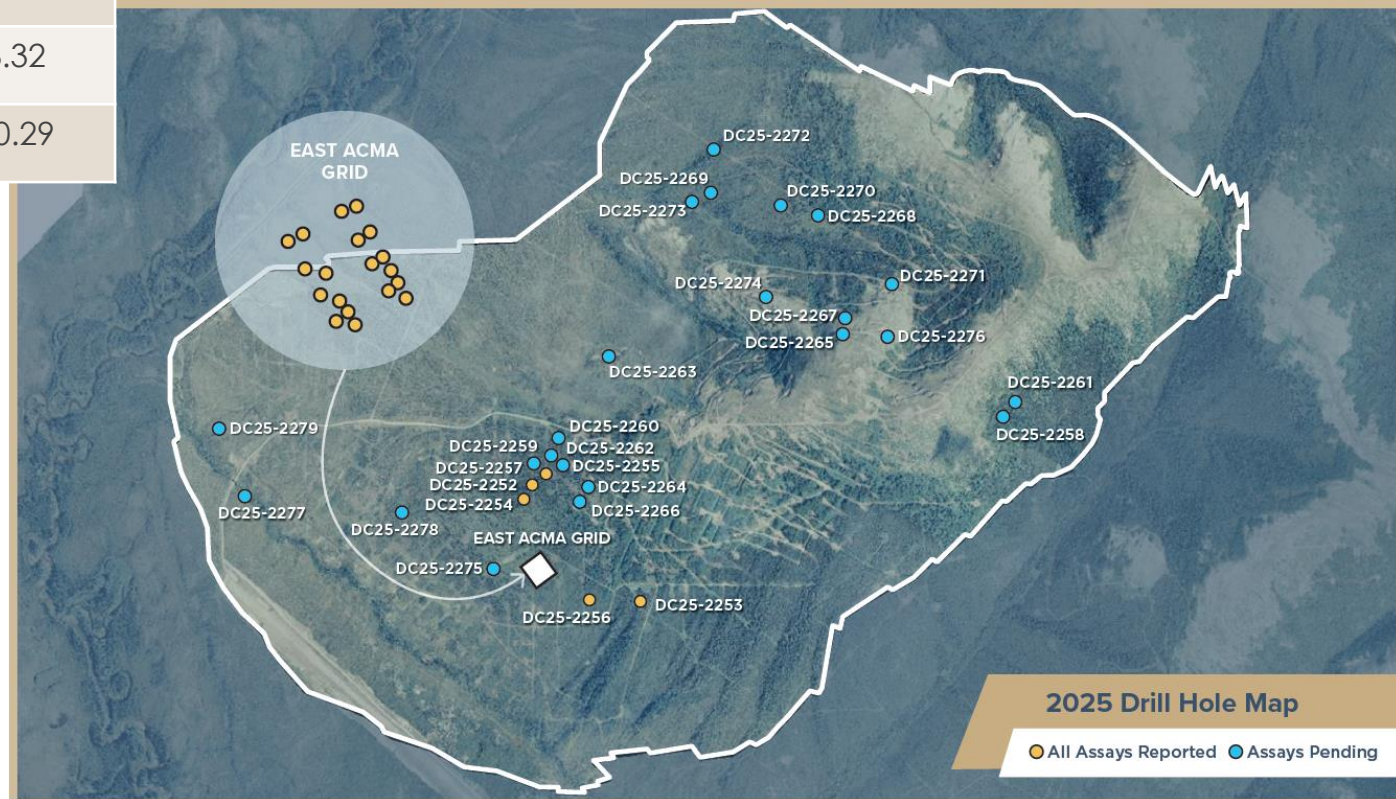 .32
0.29
EAST ACMA
GRID
DC25-2272
DC25-2269
DC25-2270
DC25-2273
DC25-2268
DC25-2271
DC25-2274
DC25-2267
DC25-2265
DC25-2276
DC25-2263
DC25-2261
DC25-2258
DC25-2279
DC25-2260
DC25-2259
DC25-2262
DC25-2257
DC25-2255
DC25-2252
DC25-2264
DC25-2254
DC25-2266
DC25-2277
DC25-2278
EAST ACMA GRID
DC25-2275
DC25-2256
DC25-2253
2025 Drill Hole Map
All Assays Reported
Assays Pending